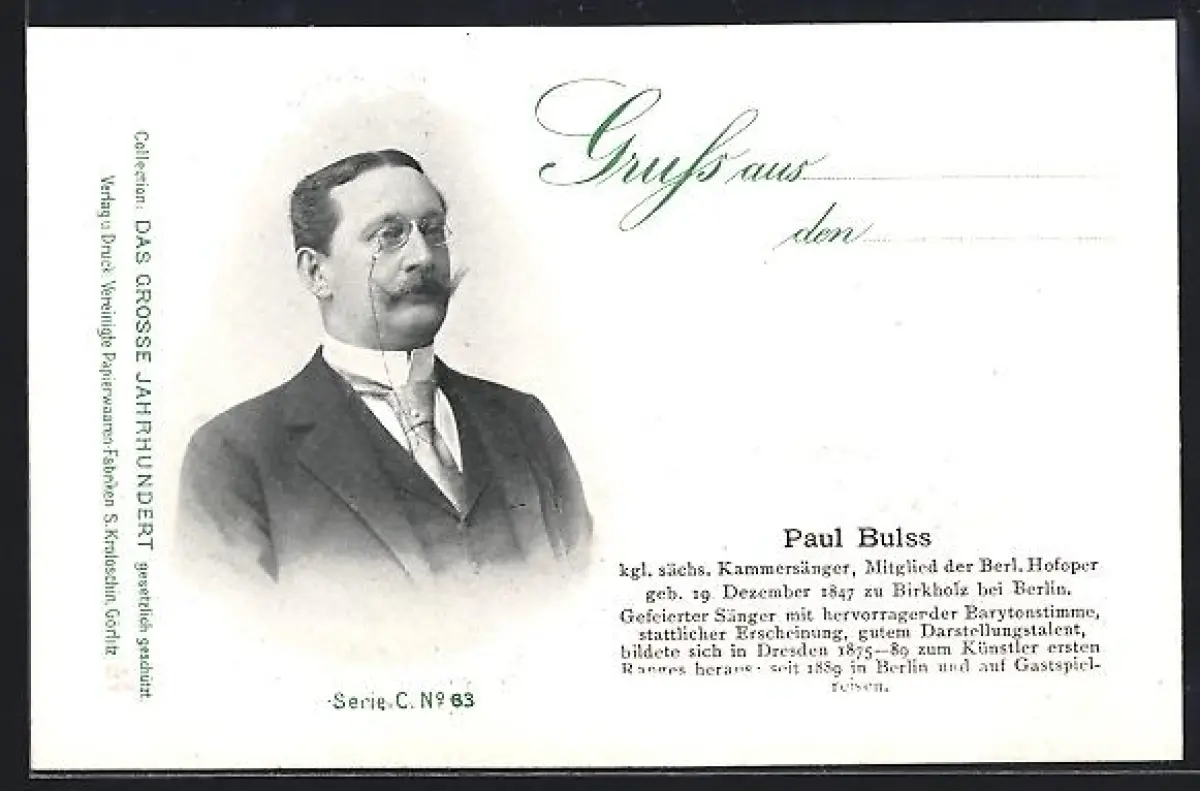 Gruss aus
den
Collection: DAS GROSSE JAHRHUNDERT gesetzlich geschützt.
Verlag u Druck Vereinigte Papierwaaren-Fabriken S. Krotoschin, Görlitz
Paul Bulss
kgl. sächs. Kammersänger, Mitglied der Berl. Hofoper
geb. 19 Dezember 1847 zu Birkholz bei Berlin.
Gefeierter Sänger mit hervorragender Barytonstimme,
stattlicher Erscheinung, gutem Darstellungstalent,
bildete sich in Dresden 1875—89 zum Künstler ersten
Ranges heraus: seit 1889 in Berlin und auf Gastspiel-
reisen.
Serie. C. Nº 63